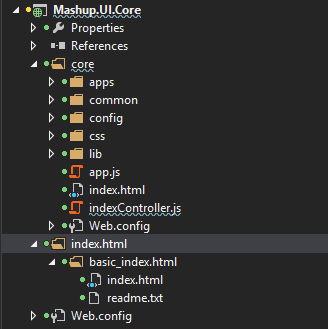 Mashup.UI.Core
Properties
References
core
apps
common
config
css
lib
app.js
index.html
indexController.js
Web.config
index.html
basic_index.html
index.html
readme.txt
Web.config